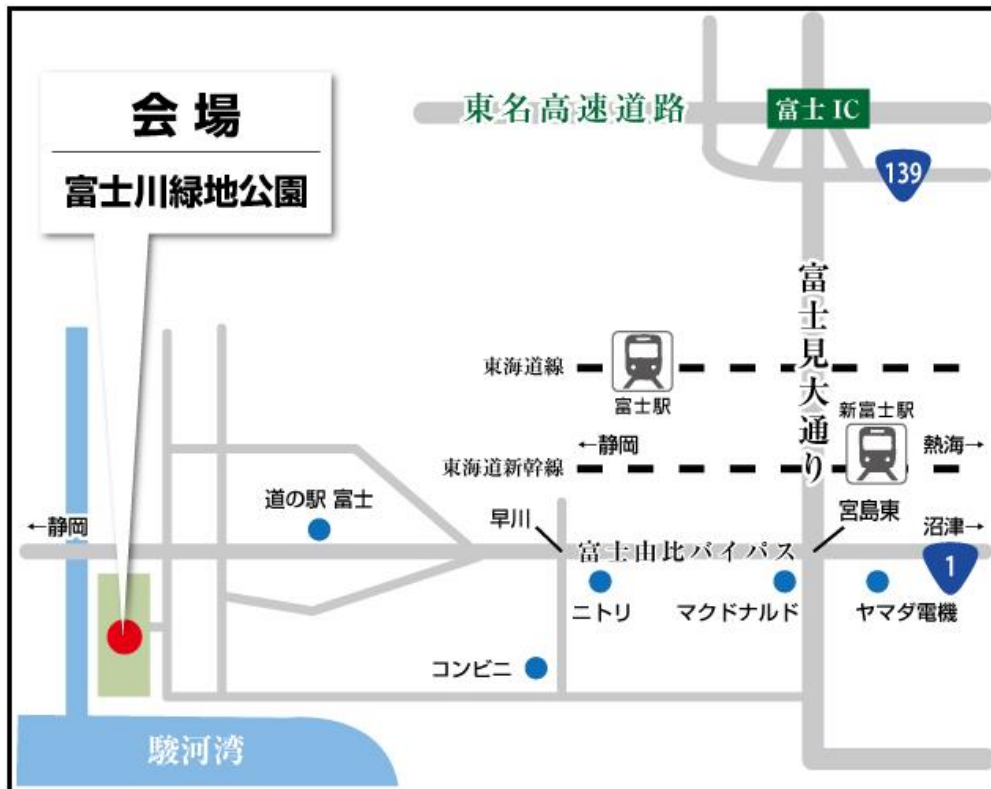 会場
富士川緑地公園
東名高速道路
富士 IC
139
富士見大通り
東海道線
富士駅
新富士駅
←静岡
熱海→
東海道新幹線
道の駅 富士
早川
宮島東
←静岡
富士由比バイパス
沼津→
1
ニトリ
マクドナルド
ヤマダ電機
コンビニ
駿河湾